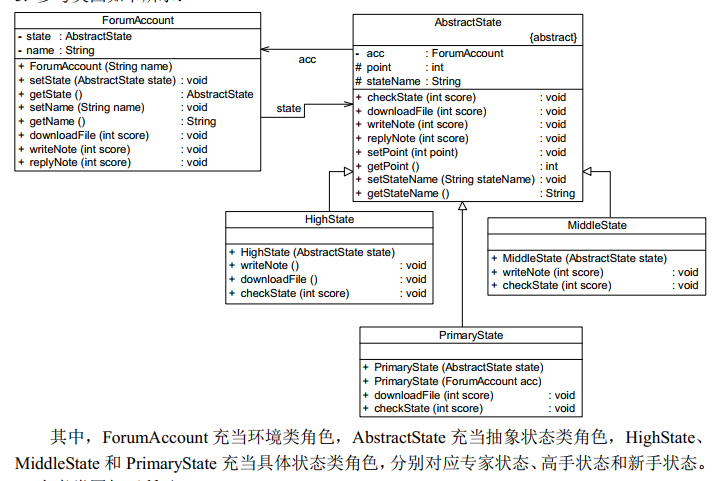 ForumAccount
- state : AbstractState
- name : String
+ ForumAccount (String name)
+ setState (AbstractState state) : void
+ getState () : AbstractState
+ setName (String name) : void
+ getName () : String
+ downloadFile (int score) : void
+ writeNote (int score) : void
+ replyNote (int score) : void
acc
state
AbstractState
{abstract}
- acc : ForumAccount
# point : int
# stateName : String
+ checkState (int score) : void
+ downloadFile (int score) : void
+ writeNote (int score) : void
+ replyNote (int score) : void
+ setPoint (int point) : void
+ getPoint () : int
+ setStateName (String stateName) : void
+ getStateName () : String
HighState
+ HighState (AbstractState state)
+ writeNote () : void
+ downloadFile () : void
+ checkState (int score) : void
MiddleState
+ MiddleState (AbstractState state)
+ writeNote (int score) : void
+ checkState (int score) : void
PrimaryState
+ PrimaryState (AbstractState state)
+ PrimaryState (ForumAccount acc)
+ downloadFile (int score) : void
+ checkState (int score) : void
其中，ForumAccount 充当环境类角色，AbstractState 充当抽象状态类角色，HighState、
MiddleState 和 PrimaryState 充当具体状态类角色，分别对应专家状态、高手状态和新手状态。